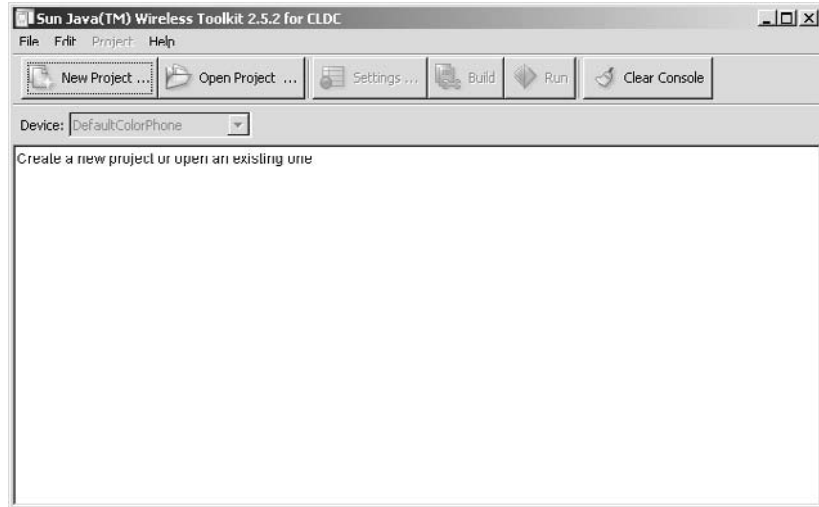 Sun Java(TM) Wireless Toolkit 2.5.2 for CLDC
File Edit Project Help
New Project ... Open Project ... Settings ... Build Run Clear Console
Device: DefaultColorPhone
Create a new project or open an existing one